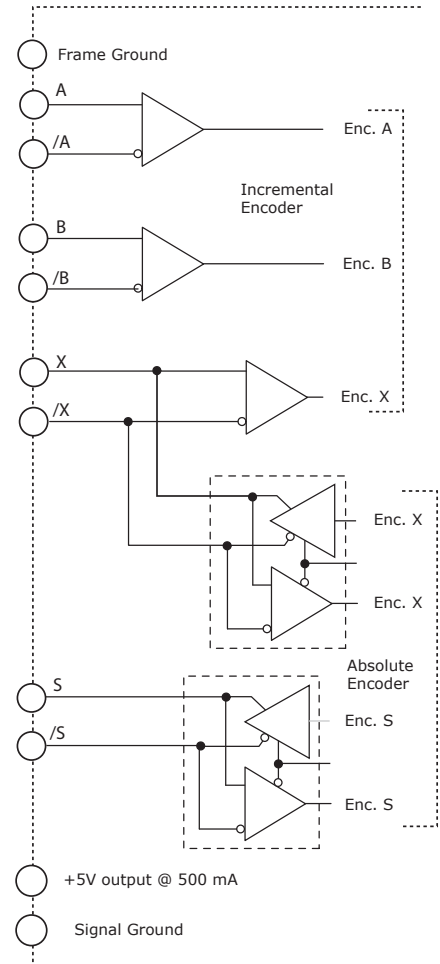 Frame Ground
A
/A
Enc. A
Incremental
Encoder
B
/B
Enc. B
X
/X
Enc. X
Enc. X
Enc. X
Absolute
Encoder
S
/S
Enc. S
Enc. S
+5V output @ 500 mA
Signal Ground